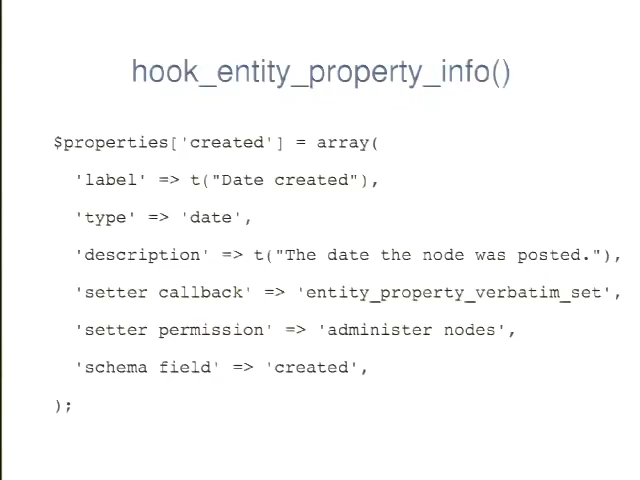 hook_entity_property_info()
$properties['created'] = array(
'label' => t("Date created"),
'type' => 'date',
'description' => t("The date the node was posted."),
'setter callback' => 'entity_property_verbatim_set',
'setter permission' => 'administer nodes',
'schema field' => 'created',
);